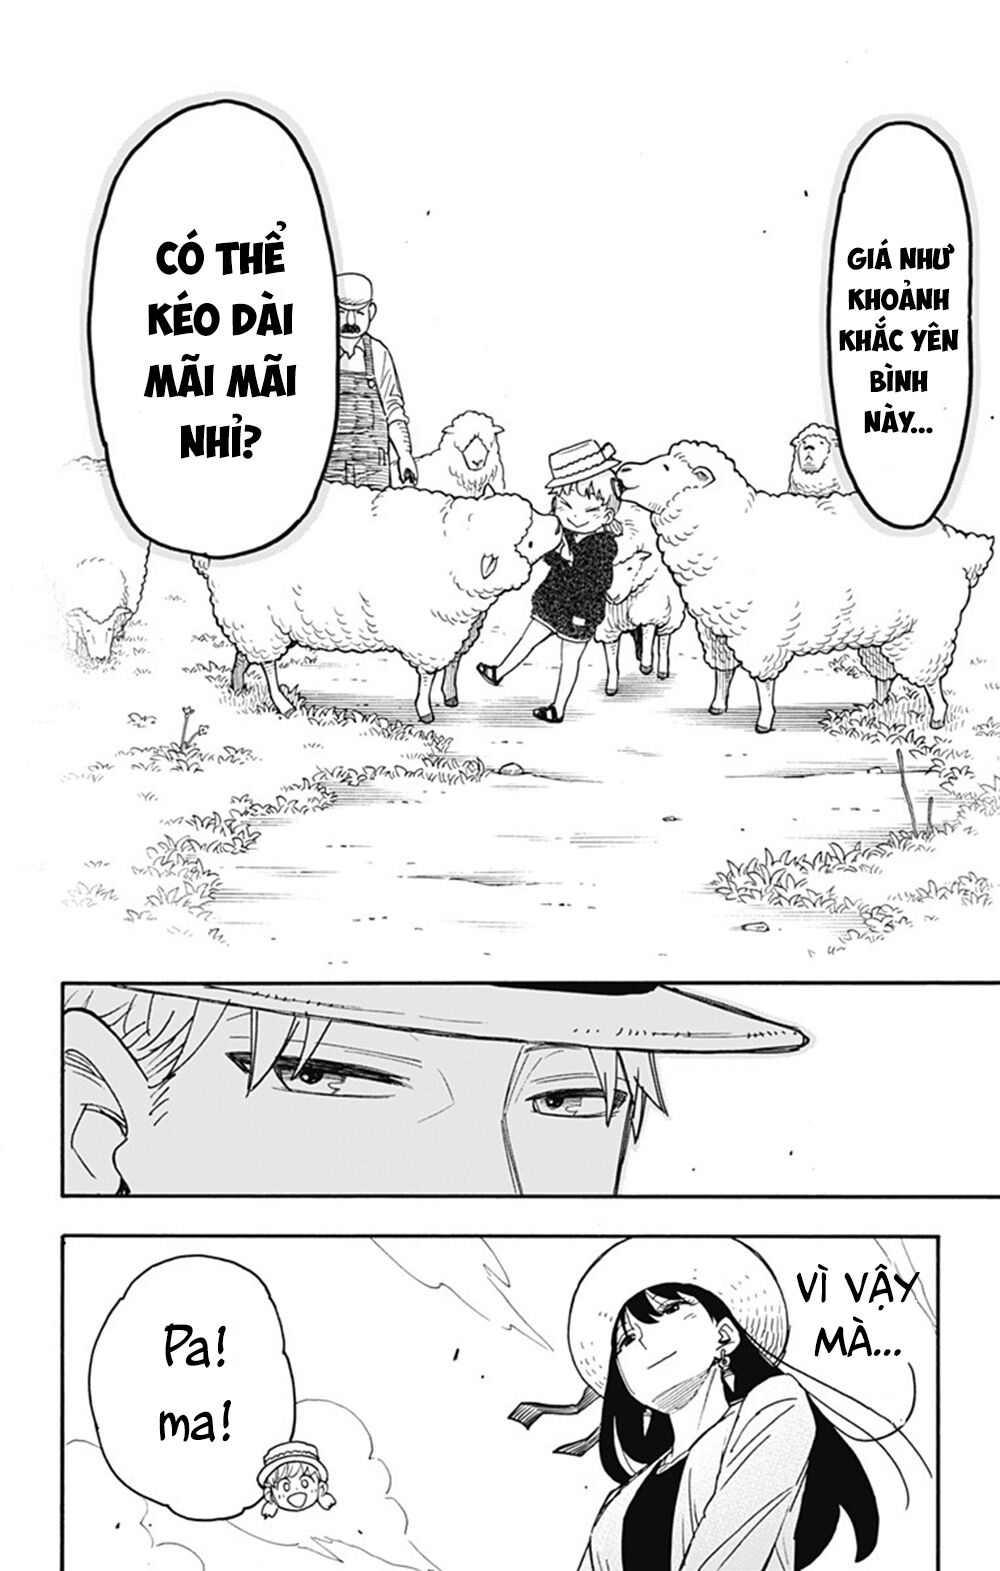 GIÁ NHƯ
KHOẢNH
KHẮC YÊN
BÌNH
NÀY...
CÓ THỂ
KÉO DÀI
MÃI MÃI
NHỈ?
VÌ VẬY
MÀ...
Pa!
ma!